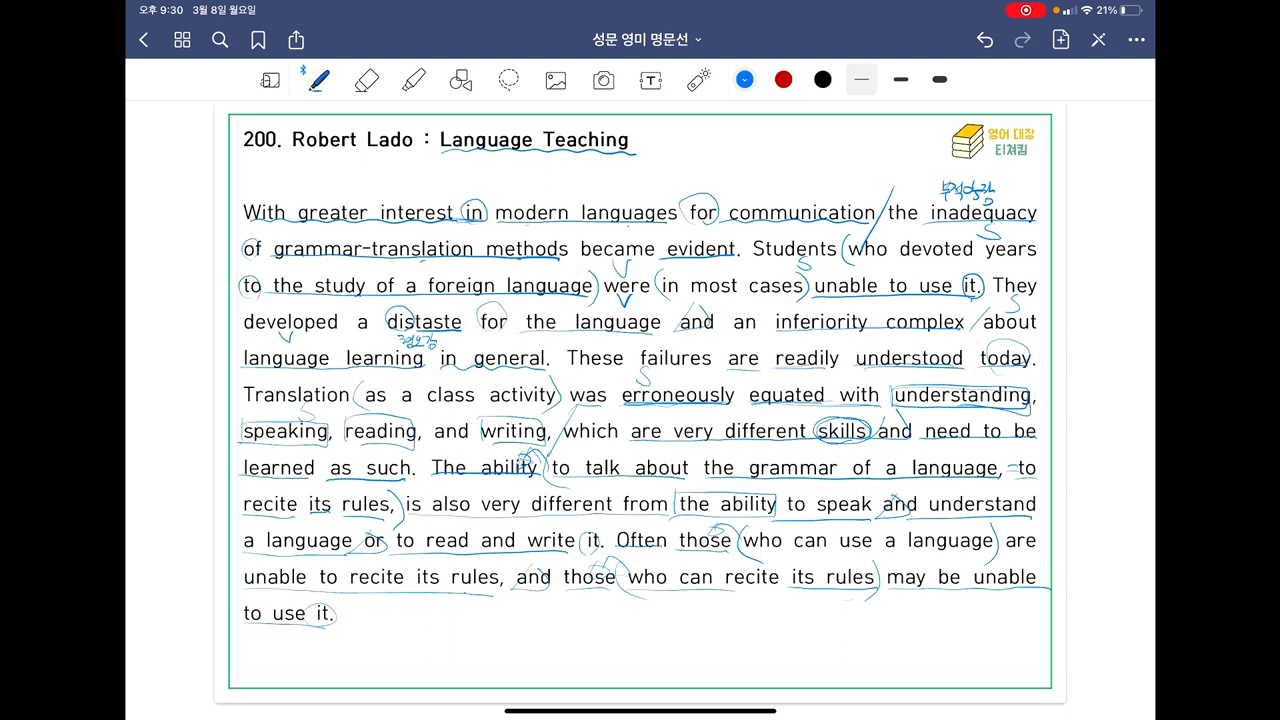 오후 9:30 3월 8일 월요일
21%
성문 영미 명문선
200. Robert Lado : Language Teaching
영어 대장
티쳐킴
With greater interest in modern languages for communication the inadequacy
of grammar-translation methods became evident. Students who devoted years
to the study of a foreign language were in most cases unable to use it. They
developed a distaste for the language and an inferiority complex about
language learning in general. These failures are readily understood today.
Translation as a class activity was erroneously equated with understanding,
speaking, reading, and writing, which are very different skills and need to be
learned as such. The ability to talk about the grammar of a language, to
recite its rules, is also very different from the ability to speak and understand
a language or to read and write it. Often those who can use a language are
unable to recite its rules, and those who can recite its rules may be unable
to use it.